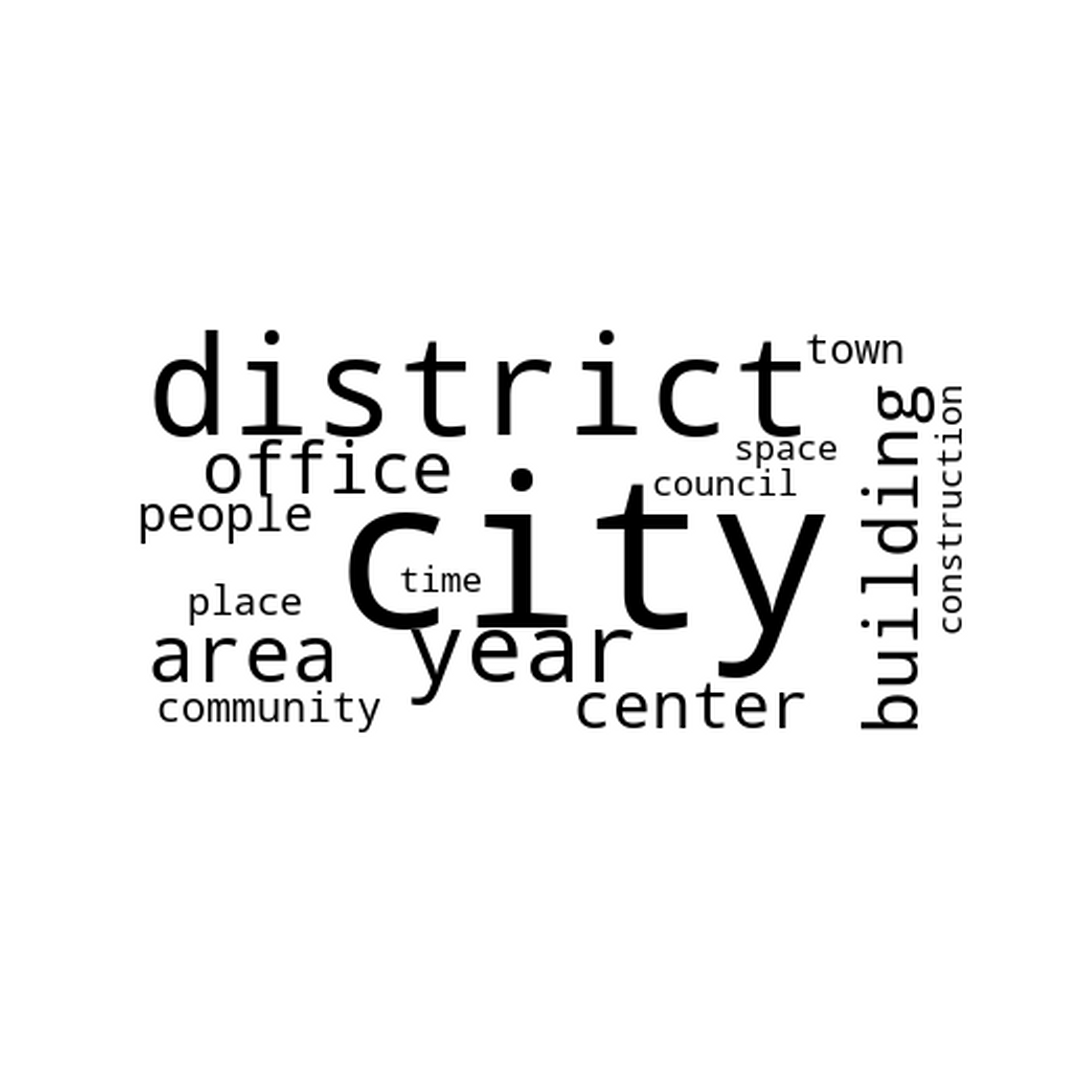 district
town
building
construction
office
space
council
people
city
time
place
area
year
community
center